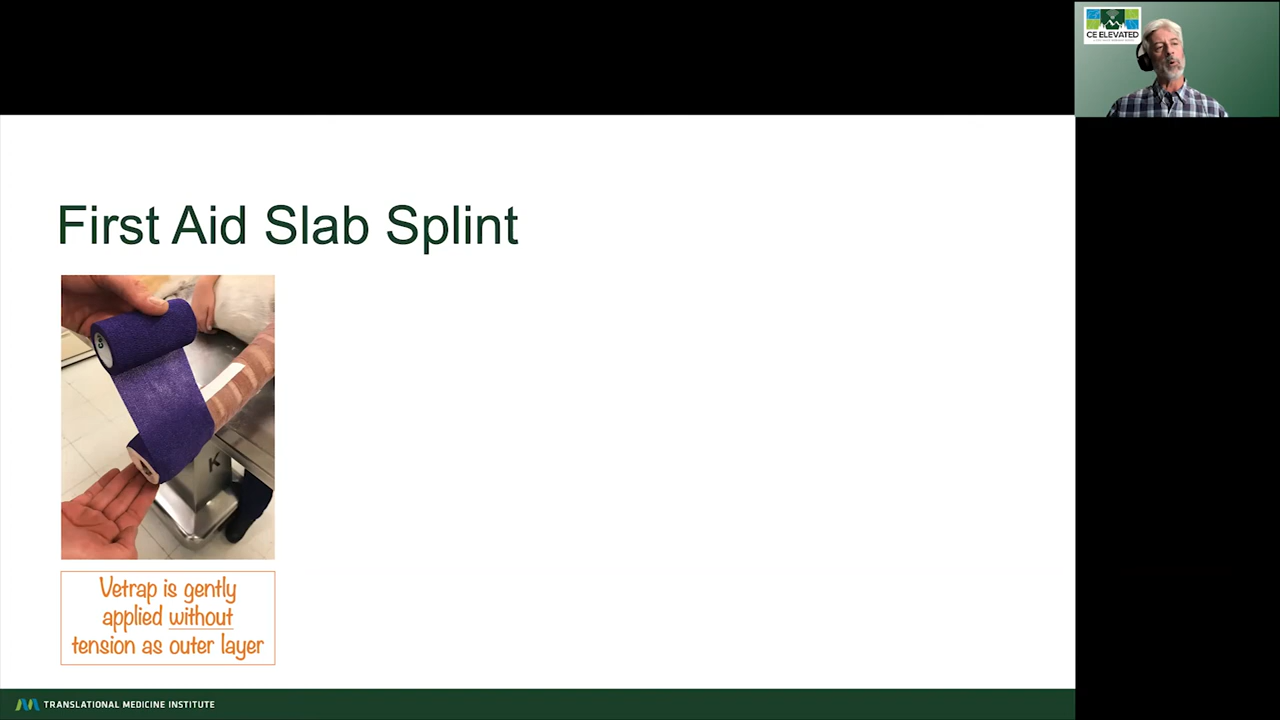 CE ELEVATED
First Aid Slab Splint
K
Vetrap is gently
applied without
tension as outer layer
TRANSLATIONAL MEDICINE INSTITUTE